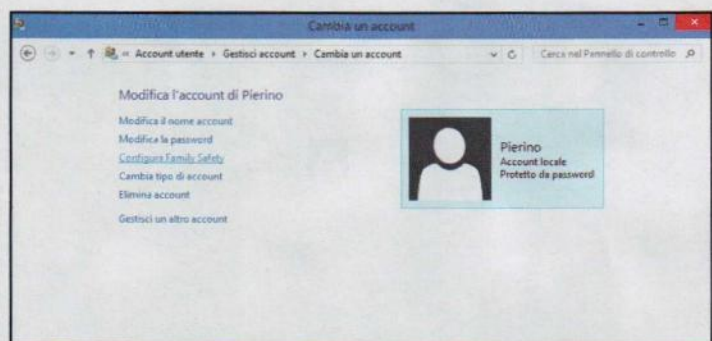 Cambia un account
« Account utente › Gestisci account › Cambia un account
Cerca nel Pannello di controllo
Modifica l'account di Pierino
Modifica il nome account
Modifica la password
Configura Family Safety
Cambia tipo di account
Elimina account
Gestisci un altro account
Pierino
Account locale
Protetto da password